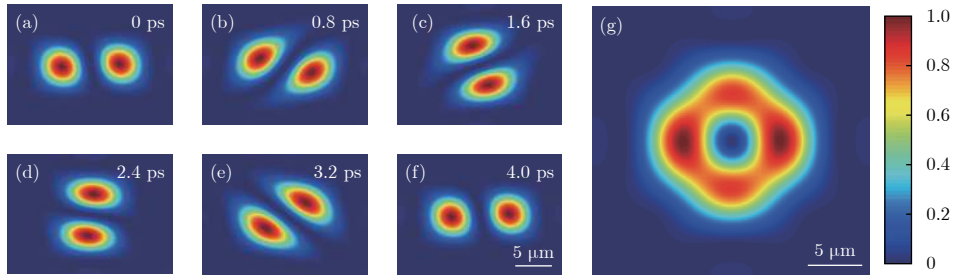 (a) 0 ps
(b) 0.8 ps
(c) 1.6 ps
(g)
1.0
0.8
0.6
0.4
0.2
0
(d) 2.4 ps
(e) 3.2 ps
(f) 4.0 ps
5 μm
5 μm